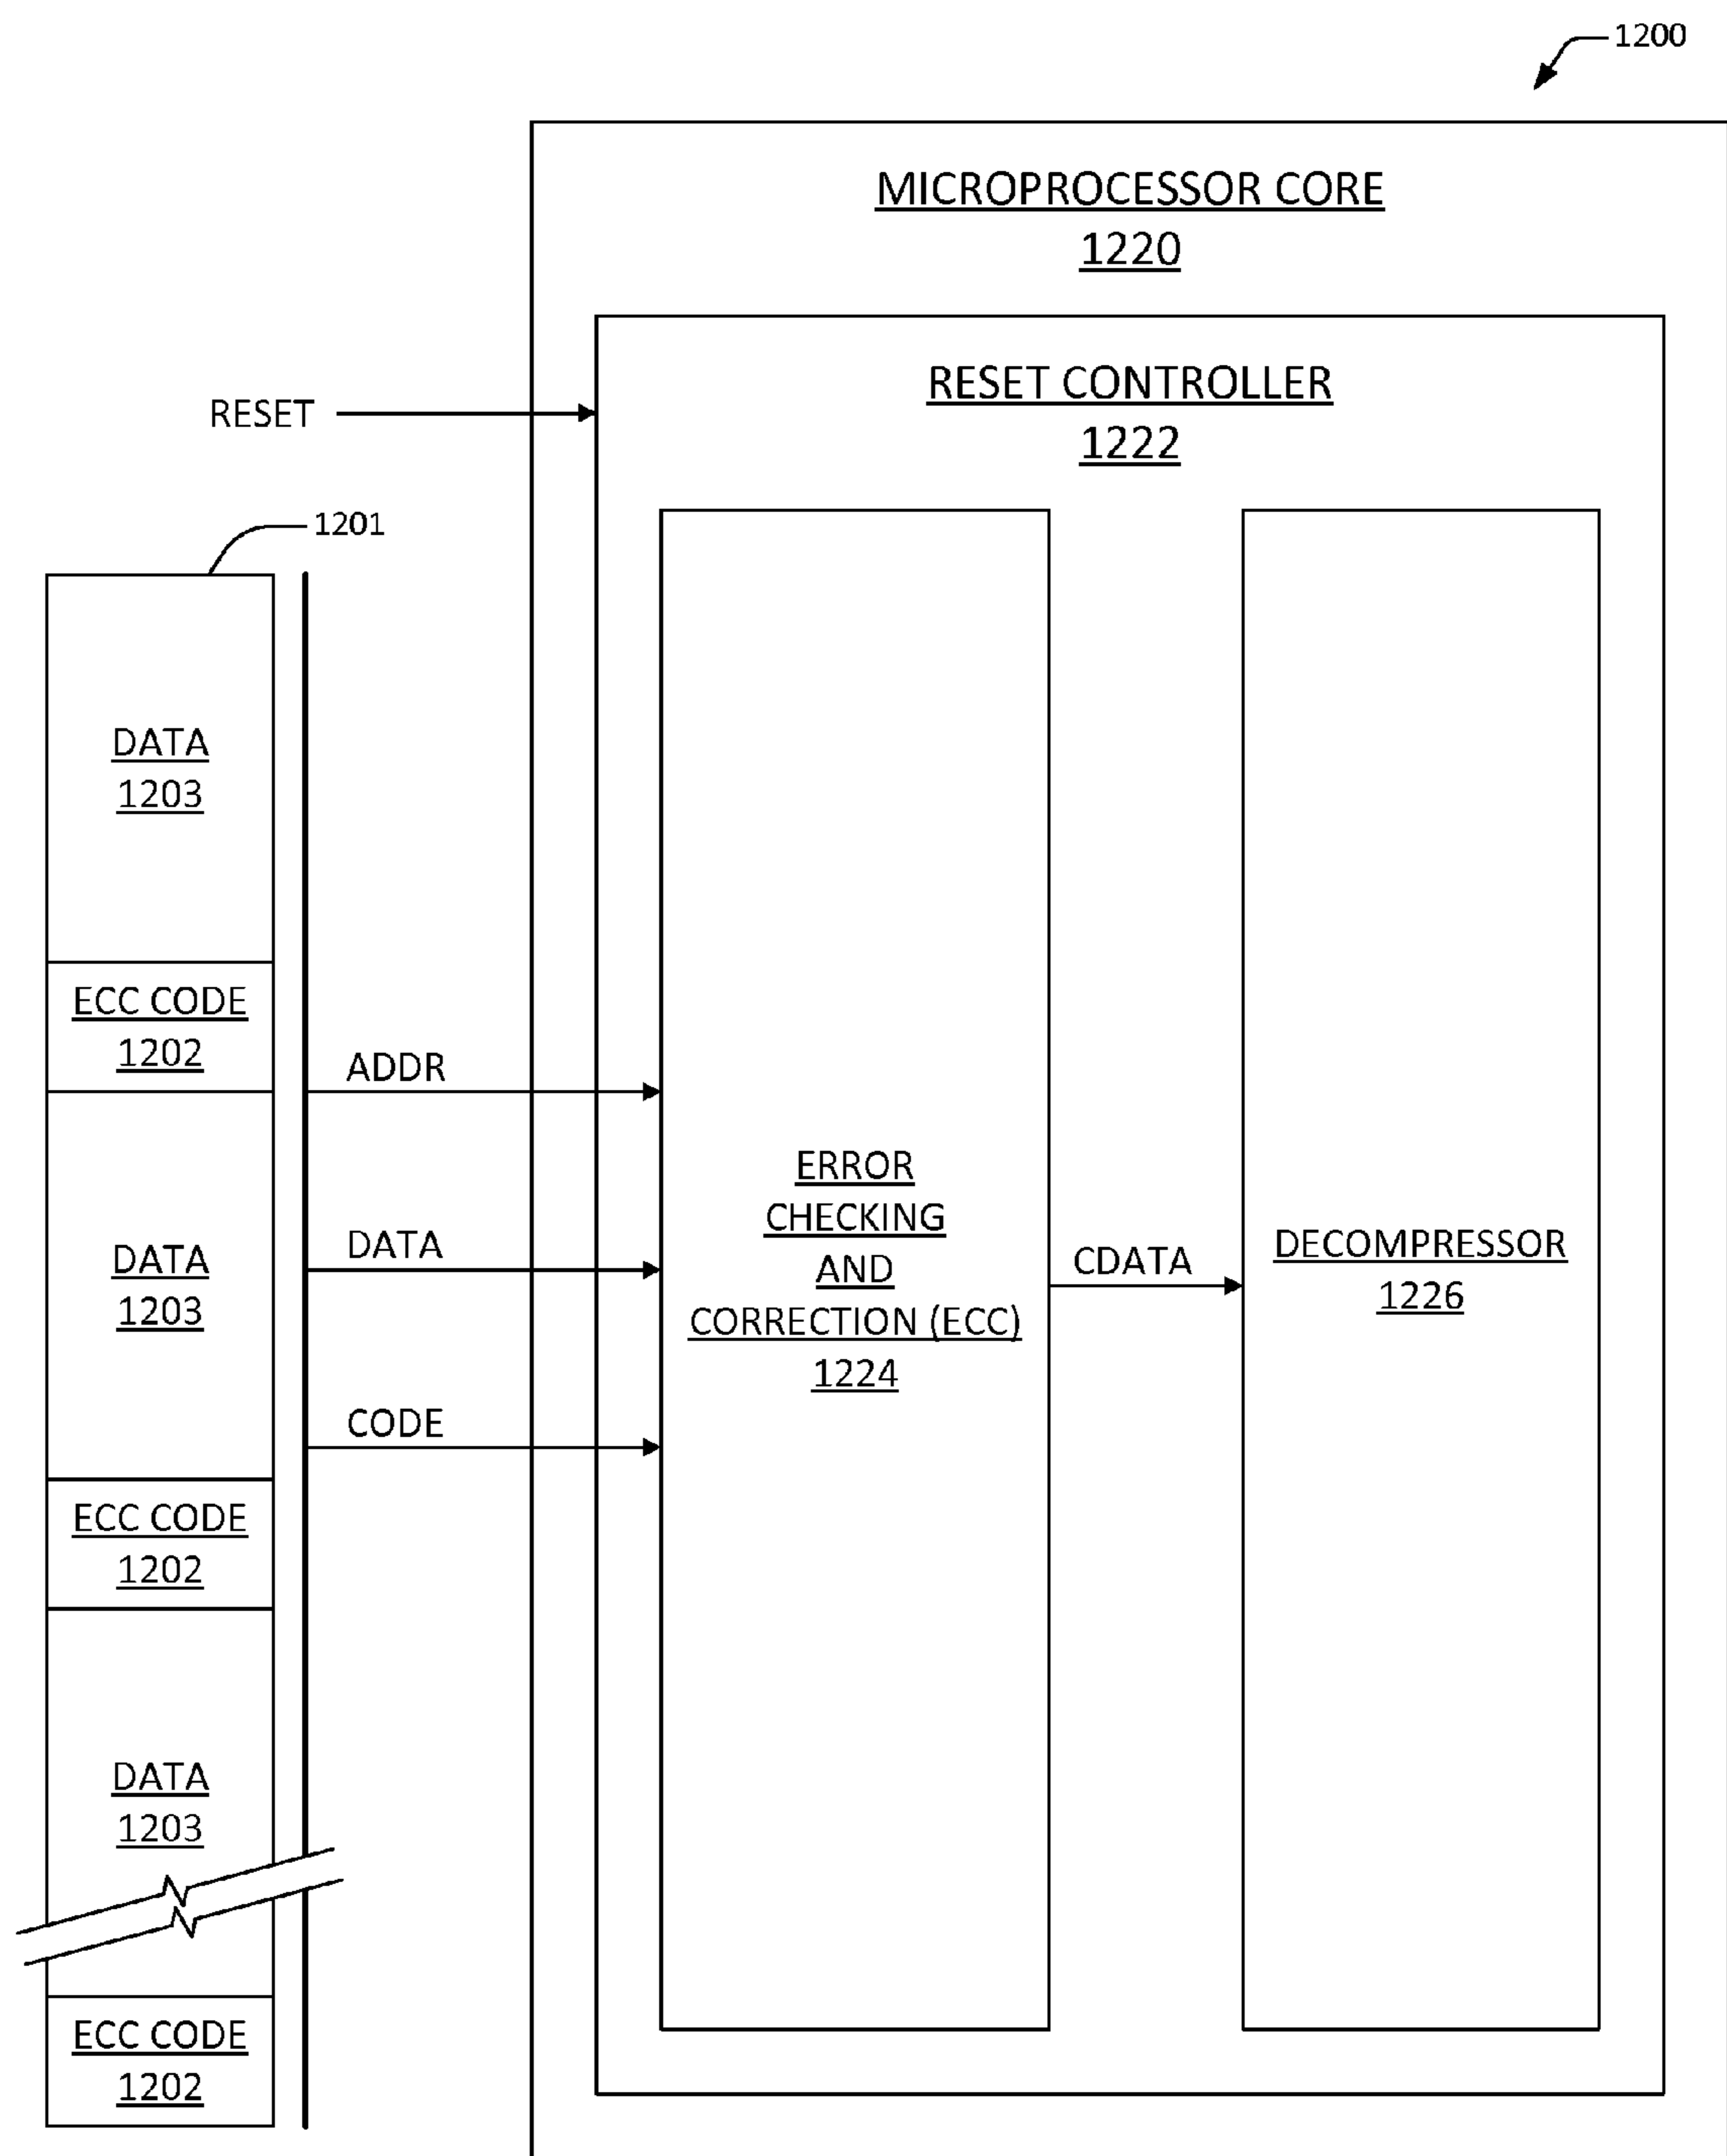 1200
MICROPROCESSOR CORE
1220
RESET CONTROLLER
1222
RESET
1201
DATA
1203
ECC CODE
1202
DATA
1203
ECC CODE
1202
DATA
1203
ECC CODE
1202
ADDR
DATA
CODE
ERROR
CHECKING
AND
CORRECTION (ECC)
1224
CDATA
DECOMPRESSOR
1226